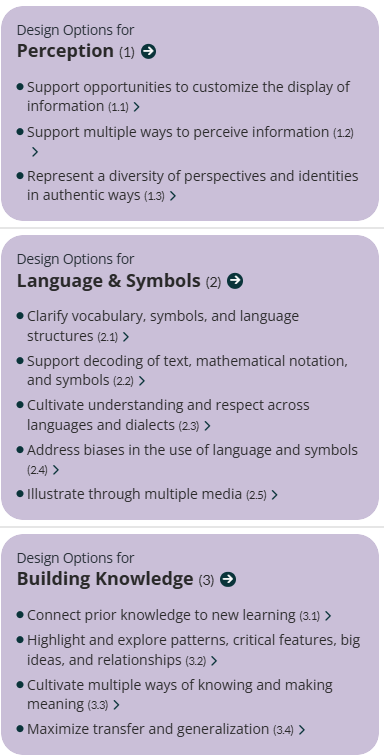 Design Options for
Perception (1)
Support opportunities to customize the display of
information (1.1)
Support multiple ways to perceive information (1.2)
Represent a diversity of perspectives and identities
in authentic ways (1.3)
Design Options for
Language & Symbols (2)
Clarify vocabulary, symbols, and language
structures (2.1)
Support decoding of text, mathematical notation,
and symbols (2.2)
Cultivate understanding and respect across
languages and dialects (2.3)
Address biases in the use of language and symbols
(2.4)
Illustrate through multiple media (2.5)
Design Options for
Building Knowledge (3)
Connect prior knowledge to new learning (3.1)
Highlight and explore patterns, critical features, big
ideas, and relationships (3.2)
Cultivate multiple ways of knowing and making
meaning (3.3)
Maximize transfer and generalization (3.4)